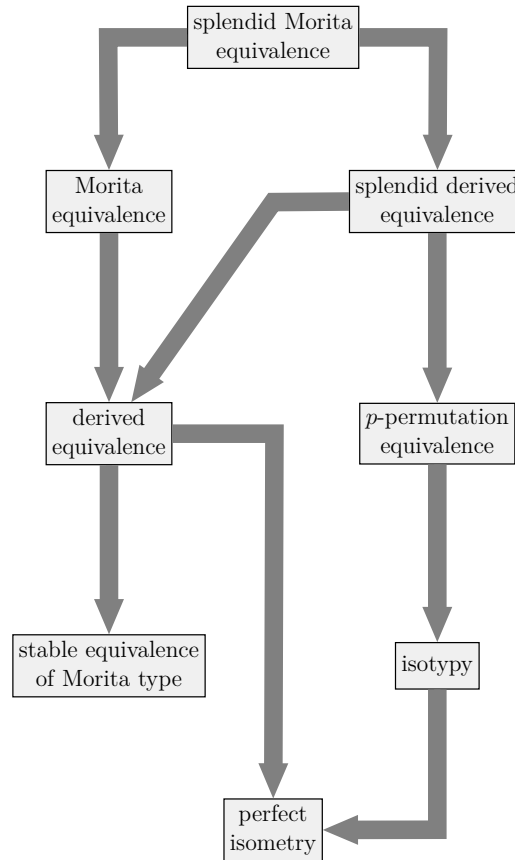 splendid Morita
equivalence
Morita
equivalence
splendid derived
equivalence
derived
equivalence
p-permutation
equivalence
stable equivalence
of Morita type
isotypy
perfect
isometry